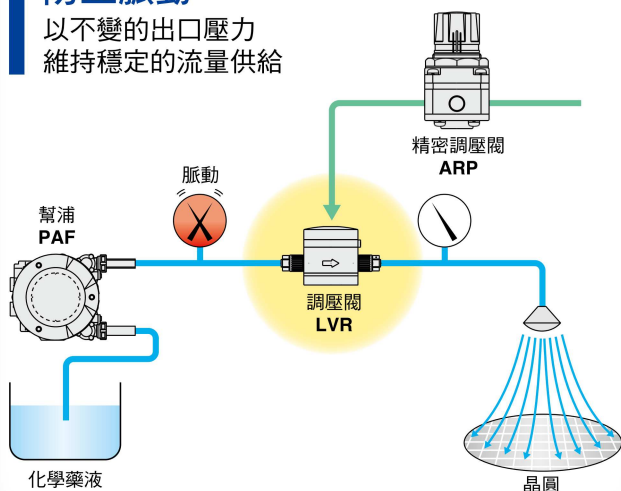 以不變的出口壓力
維持穩定的流量供給
精密調壓閥
ARP
脈動
幫浦
PAF
調壓閥
LVR
化學藥液
晶圓